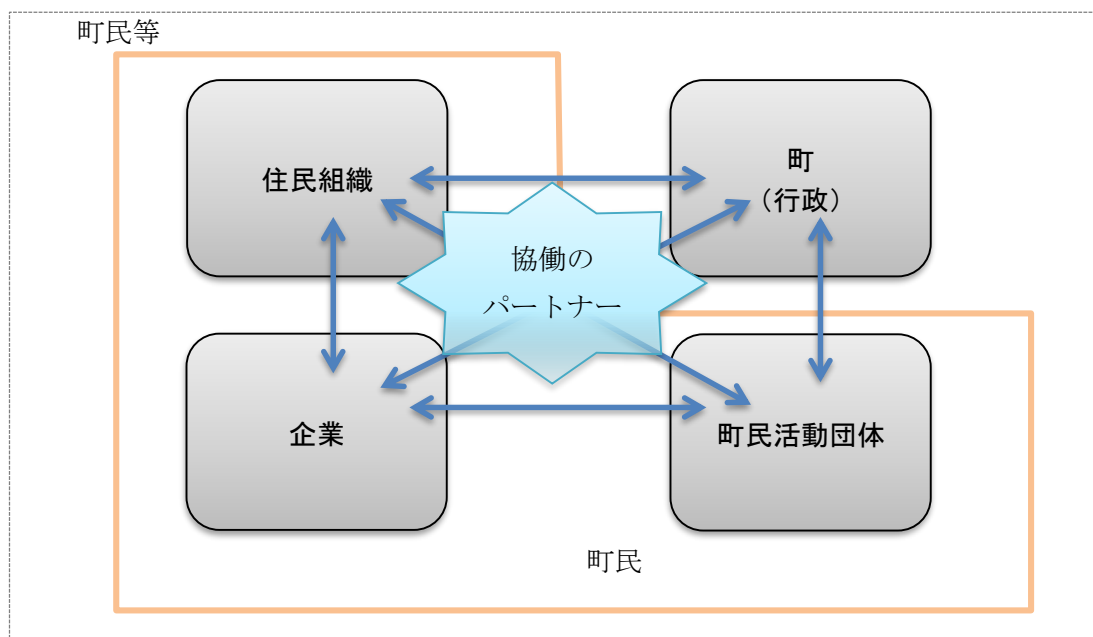 町民等
住民組織
町
（行政）
協働の
パートナー
企業
町民活動団体
町民